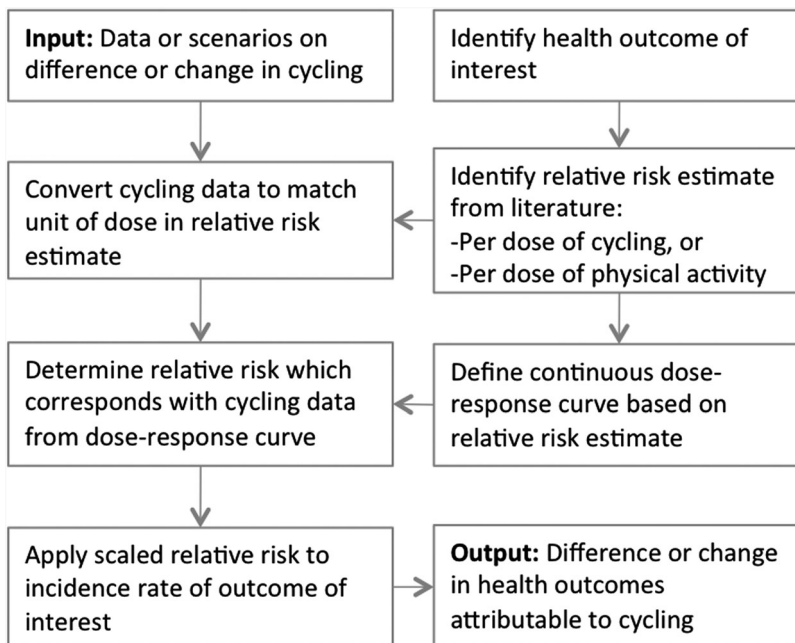 Input: Data or scenarios on
difference or change in cycling
Identify health outcome of
interest
Convert cycling data to match
unit of dose in relative risk
estimate
Identify relative risk estimate
from literature:
-Per dose of cycling, or
-Per dose of physical activity
Determine relative risk which
corresponds with cycling data
from dose-response curve
Define continuous dose-
response curve based on
relative risk estimate
Apply scaled relative risk to
incidence rate of outcome of
interest
Output: Difference or change
in health outcomes
attributable to cycling